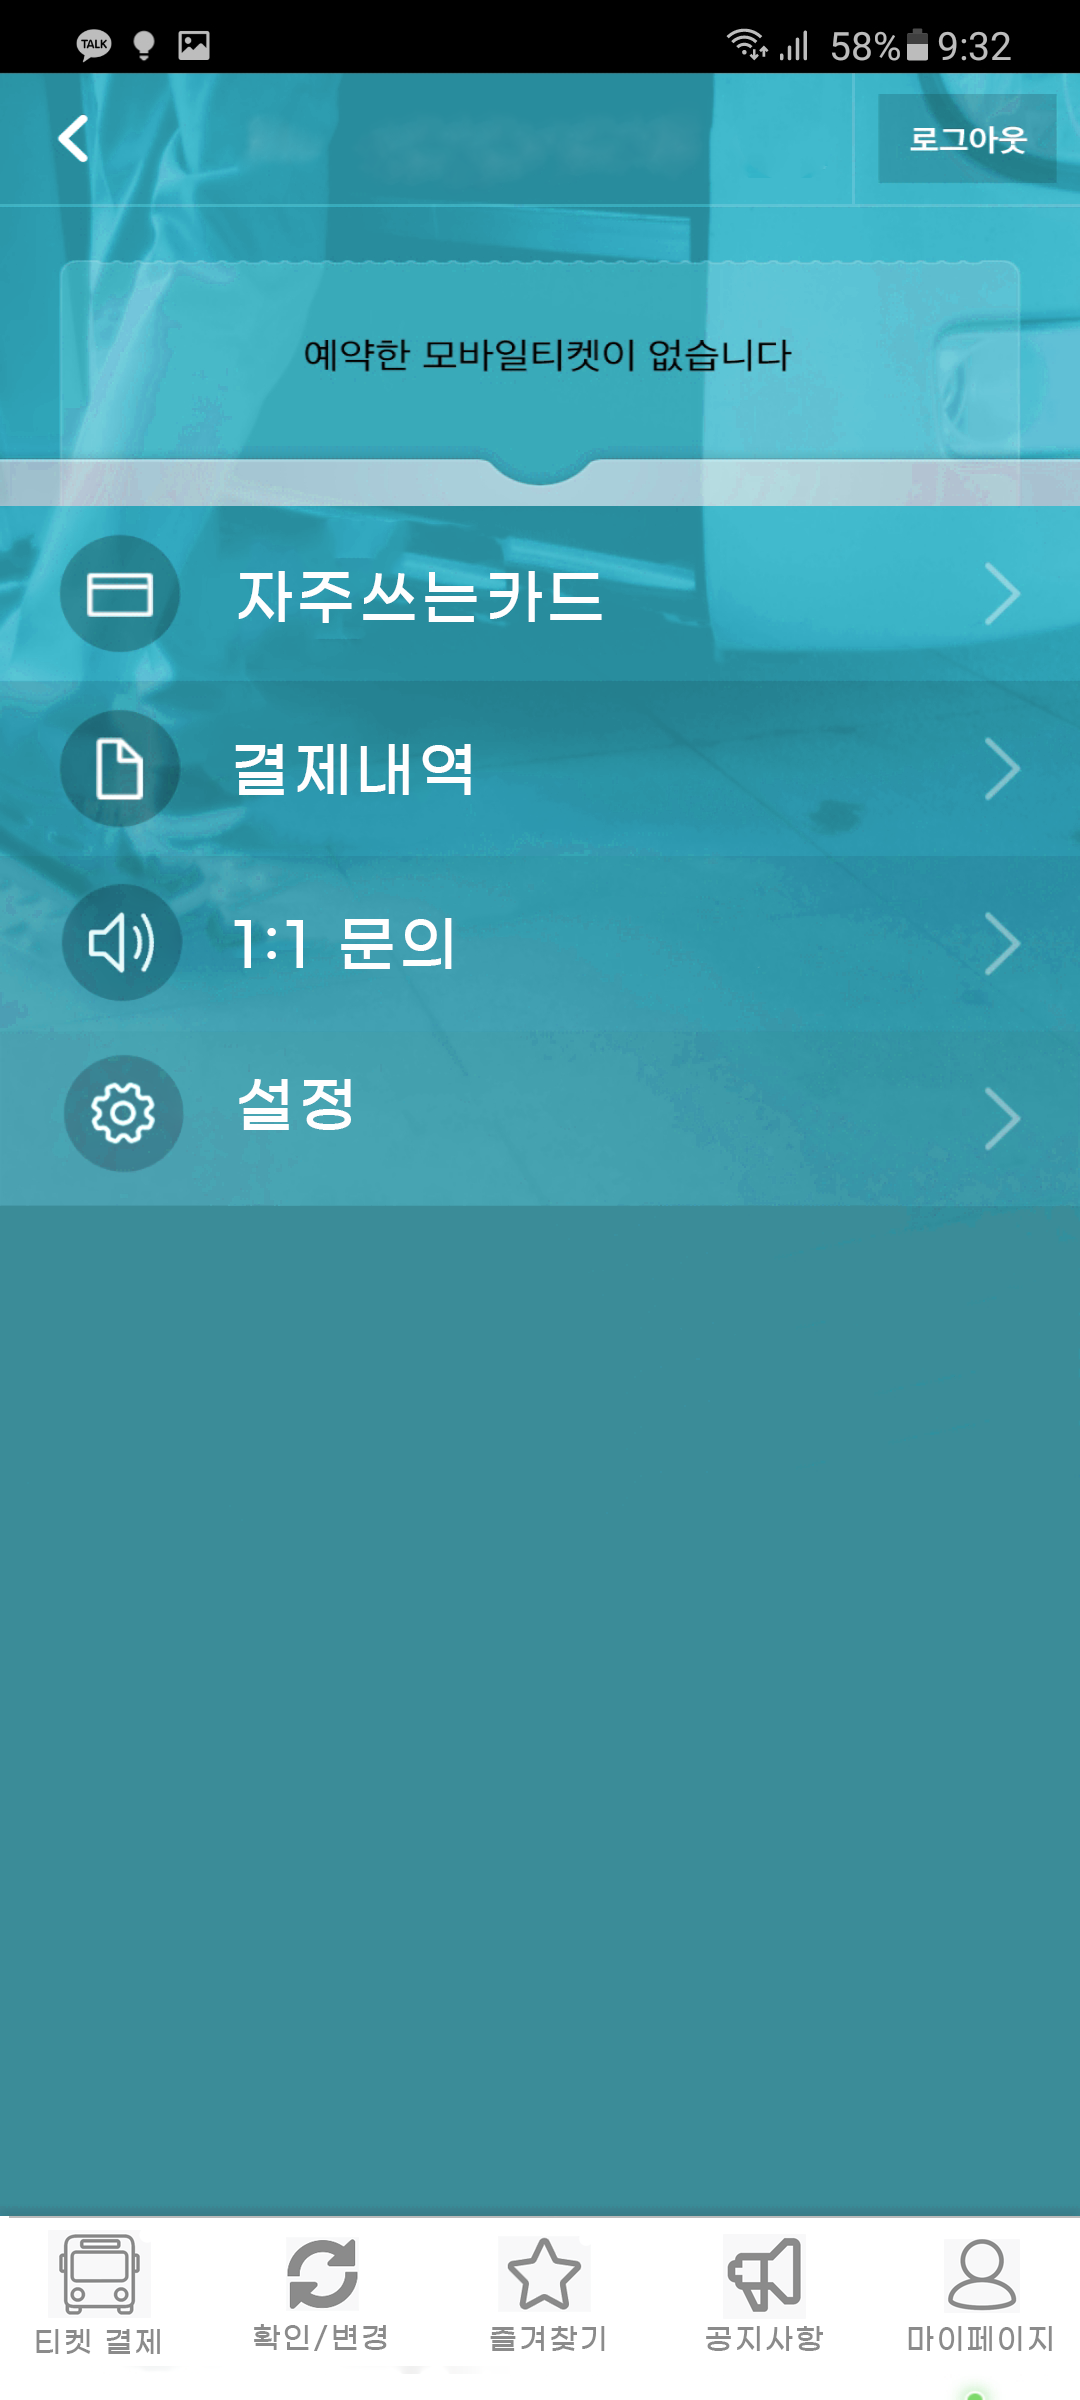 TALK 58% 9:32
로그아웃
예약한 모바일티켓이 없습니다
자주쓰는카드
결제내역
1:1 문의
설정
티켓 결제 확인/변경 즐겨찾기 공지사항 마이페이지